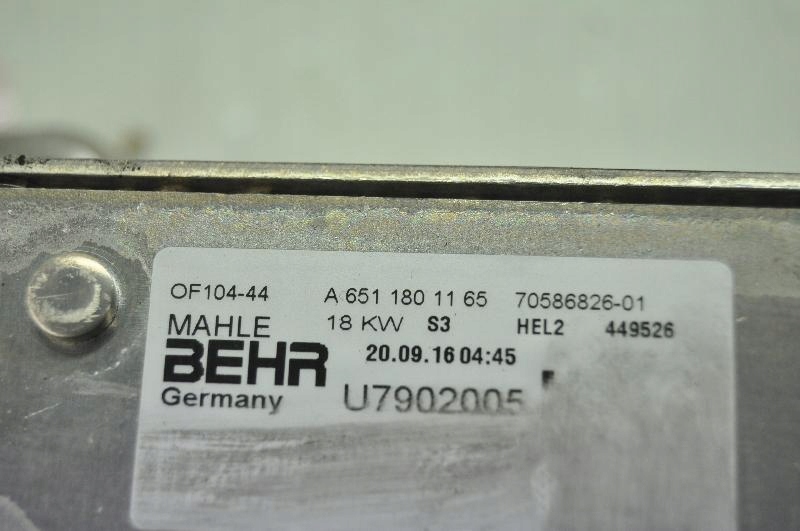 OF104-44 A 651 180 11 65 70586826-01
MAHLE 18 KW S3 HEL2 449526
BEHR 20.09.16 04:45
Germany U7902005